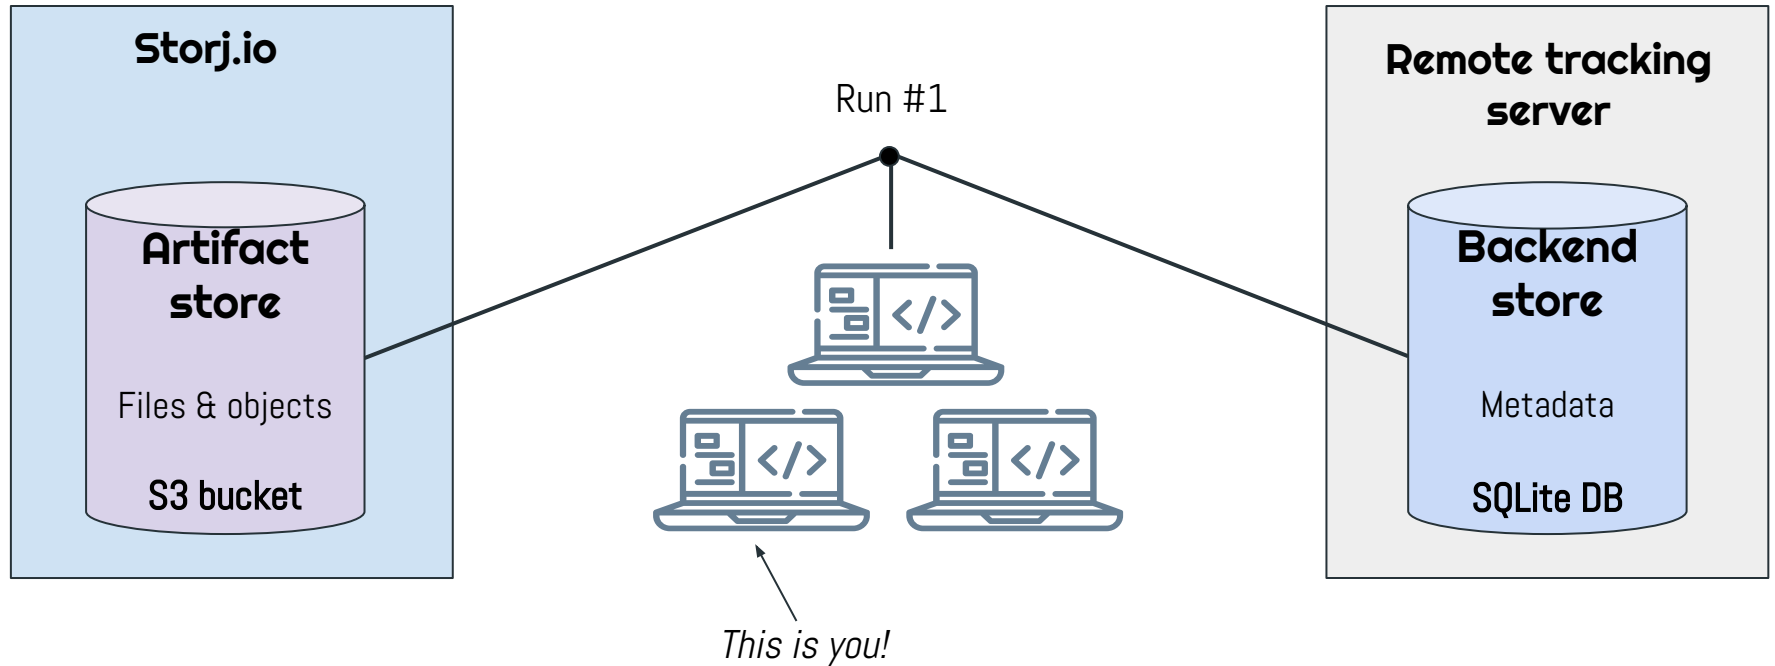 Storj.io
Artifact
store
Files & objects
S3 bucket
Run #1
This is you!
Remote tracking
server
Backend
store
Metadata
SQLite DB